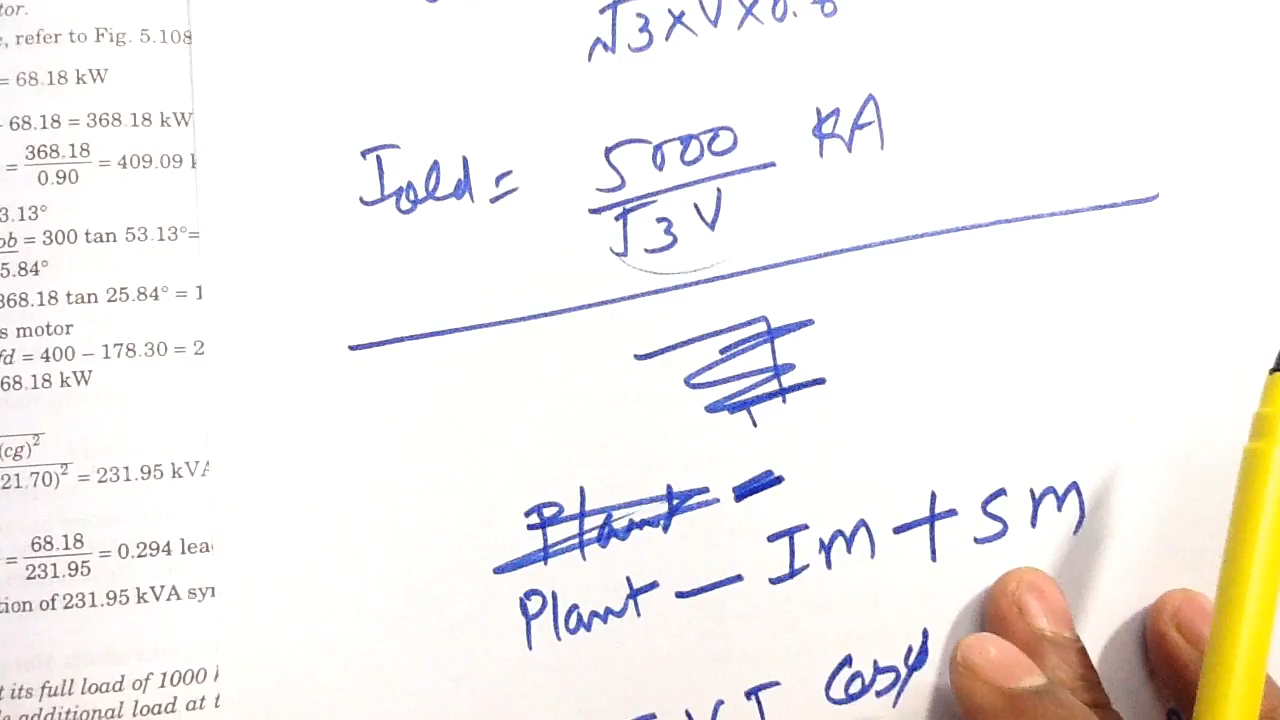 tor.
, refer to Fig. 5.108
= 68.18 kW
68.18 = 368.18 kW
= 368.18 / 0.90 = 409.09
3.13°
ob = 300 tan 53.13°=
5.84°
368.18 tan 25.84° = 1
s motor
fd = 400 – 178.30 = 2
68.18 kW
(cg)²
21.70)² = 231.95 kVA
= 68.18 / 231.95 = 0.294 lea
tion of 231.95 kVA syn
t its full load of 1000
additional load at t
√3 × V × 0.8
Iold = 5000 / √3 V KA
Plant -
Plant - Im + SM
V I Cosφ